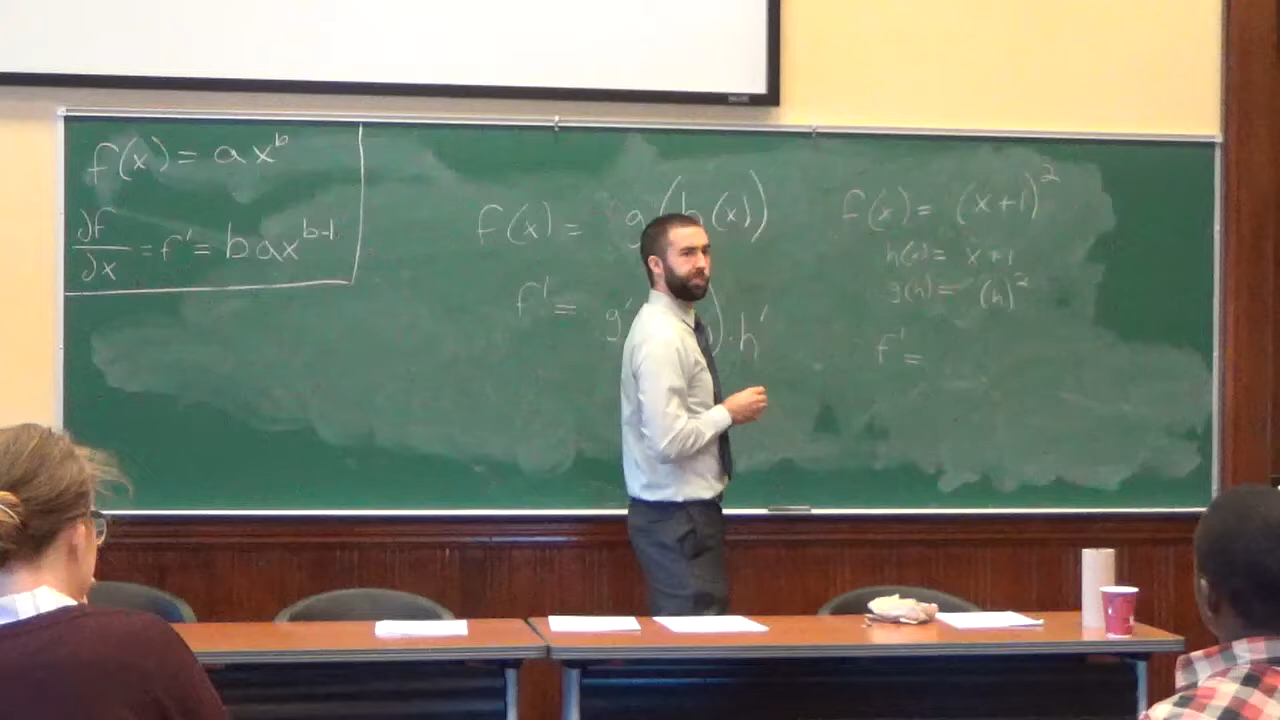 f(x) = ax^b
∂f/∂x = f' = bax^{b-1}
f(x) = g(h(x))
f' = g' ) · h'
f(x) = (x+1)^2
h(x) = x+1
g(h) = (h)^2
f' =